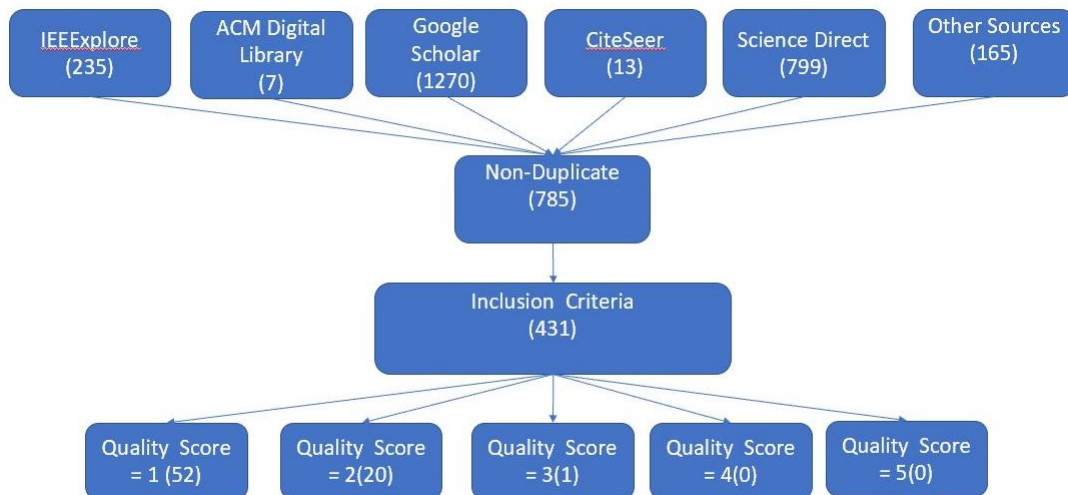 IEEExplore
(235)
ACM Digital
Library
(7)
Google
Scholar
(1270)
CiteSeer
(13)
Science Direct
(799)
Other Sources
(165)
Non-Duplicate
(785)
Inclusion Criteria
(431)
Quality Score
= 1 (52)
Quality Score
= 2(20)
Quality Score
= 3(1)
Quality Score
= 4(0)
Quality Score
= 5(0)